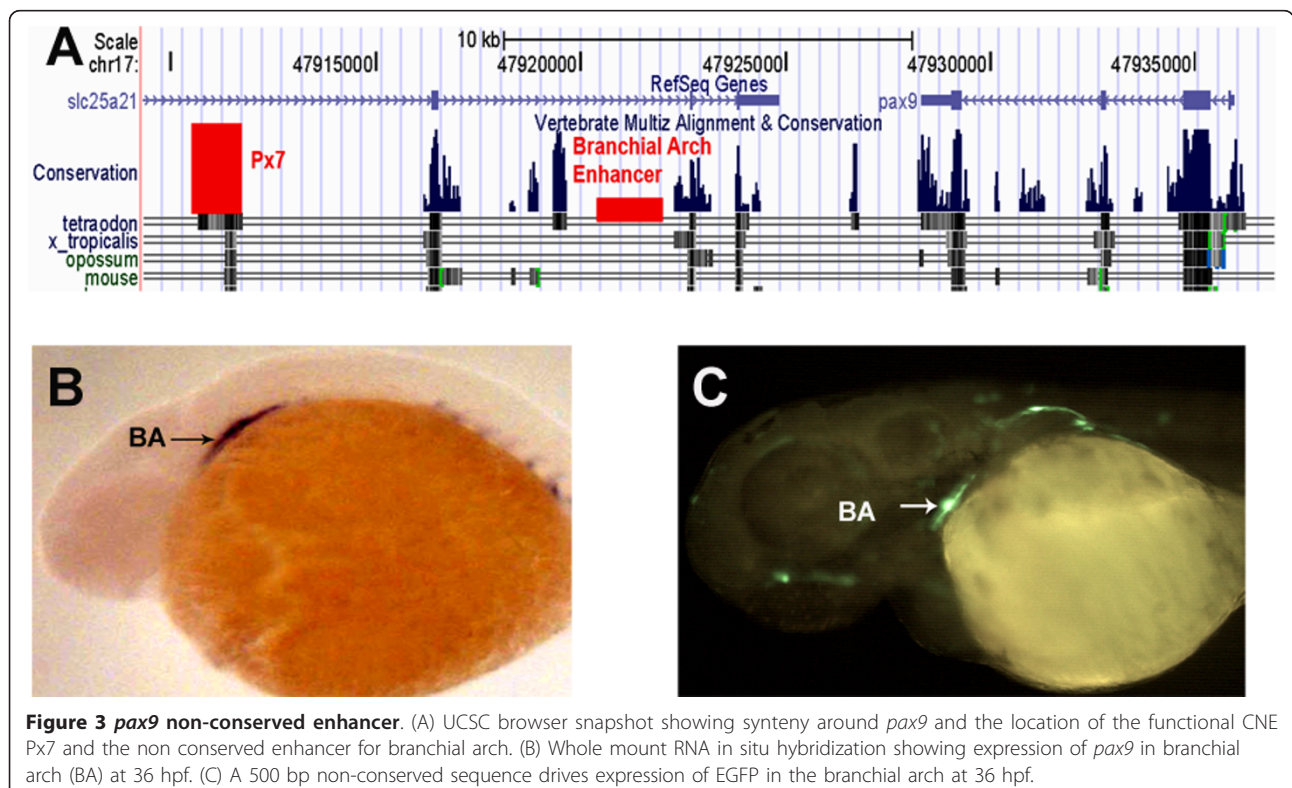 A
Scale
10 kb
chr17:
47915000
47920000
47925000
47930000
47935000
RefSeq Genes
slc25a21
pax9
Vertebrate Multiz Alignment & Conservation
Px7
Branchial Arch
Enhancer
Conservation
tetraodon
x_tropicalis
opossum
mouse
B
BA
C
BA
Figure 3 pax9 non-conserved enhancer. (A) UCSC browser snapshot showing synteny around pax9 and the location of the functional CNE
Px7 and the non conserved enhancer for branchial arch. (B) Whole mount RNA in situ hybridization showing expression of pax9 in branchial
arch (BA) at 36 hpf. (C) A 500 bp non-conserved sequence drives expression of EGFP in the branchial arch at 36 hpf.